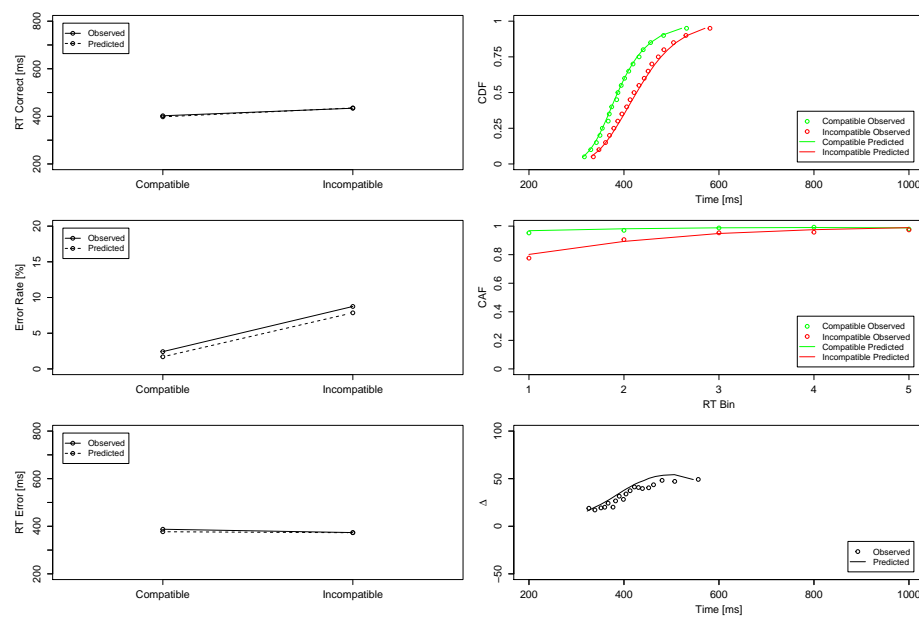 RT Correct [ms]
200 400 600 800
Observed
Predicted
Compatible Incompatible
CDF
0 0.25 0.5 0.75 1
Compatible Observed
Incompatible Observed
Compatible Predicted
Incompatible Predicted
200 400 600 800 1000
Time [ms]
Error Rate [%]
0 5 10 15 20
Observed
Predicted
Compatible Incompatible
CAF
0 0.2 0.4 0.6 0.8 1
Compatible Observed
Incompatible Observed
Compatible Predicted
Incompatible Predicted
1 2 3 4 5
RT Bin
RT Error [ms]
200 400 600 800
Observed
Predicted
Compatible Incompatible
Δ
-50 0 50 100
Observed
Predicted
200 400 600 800 1000
Time [ms]